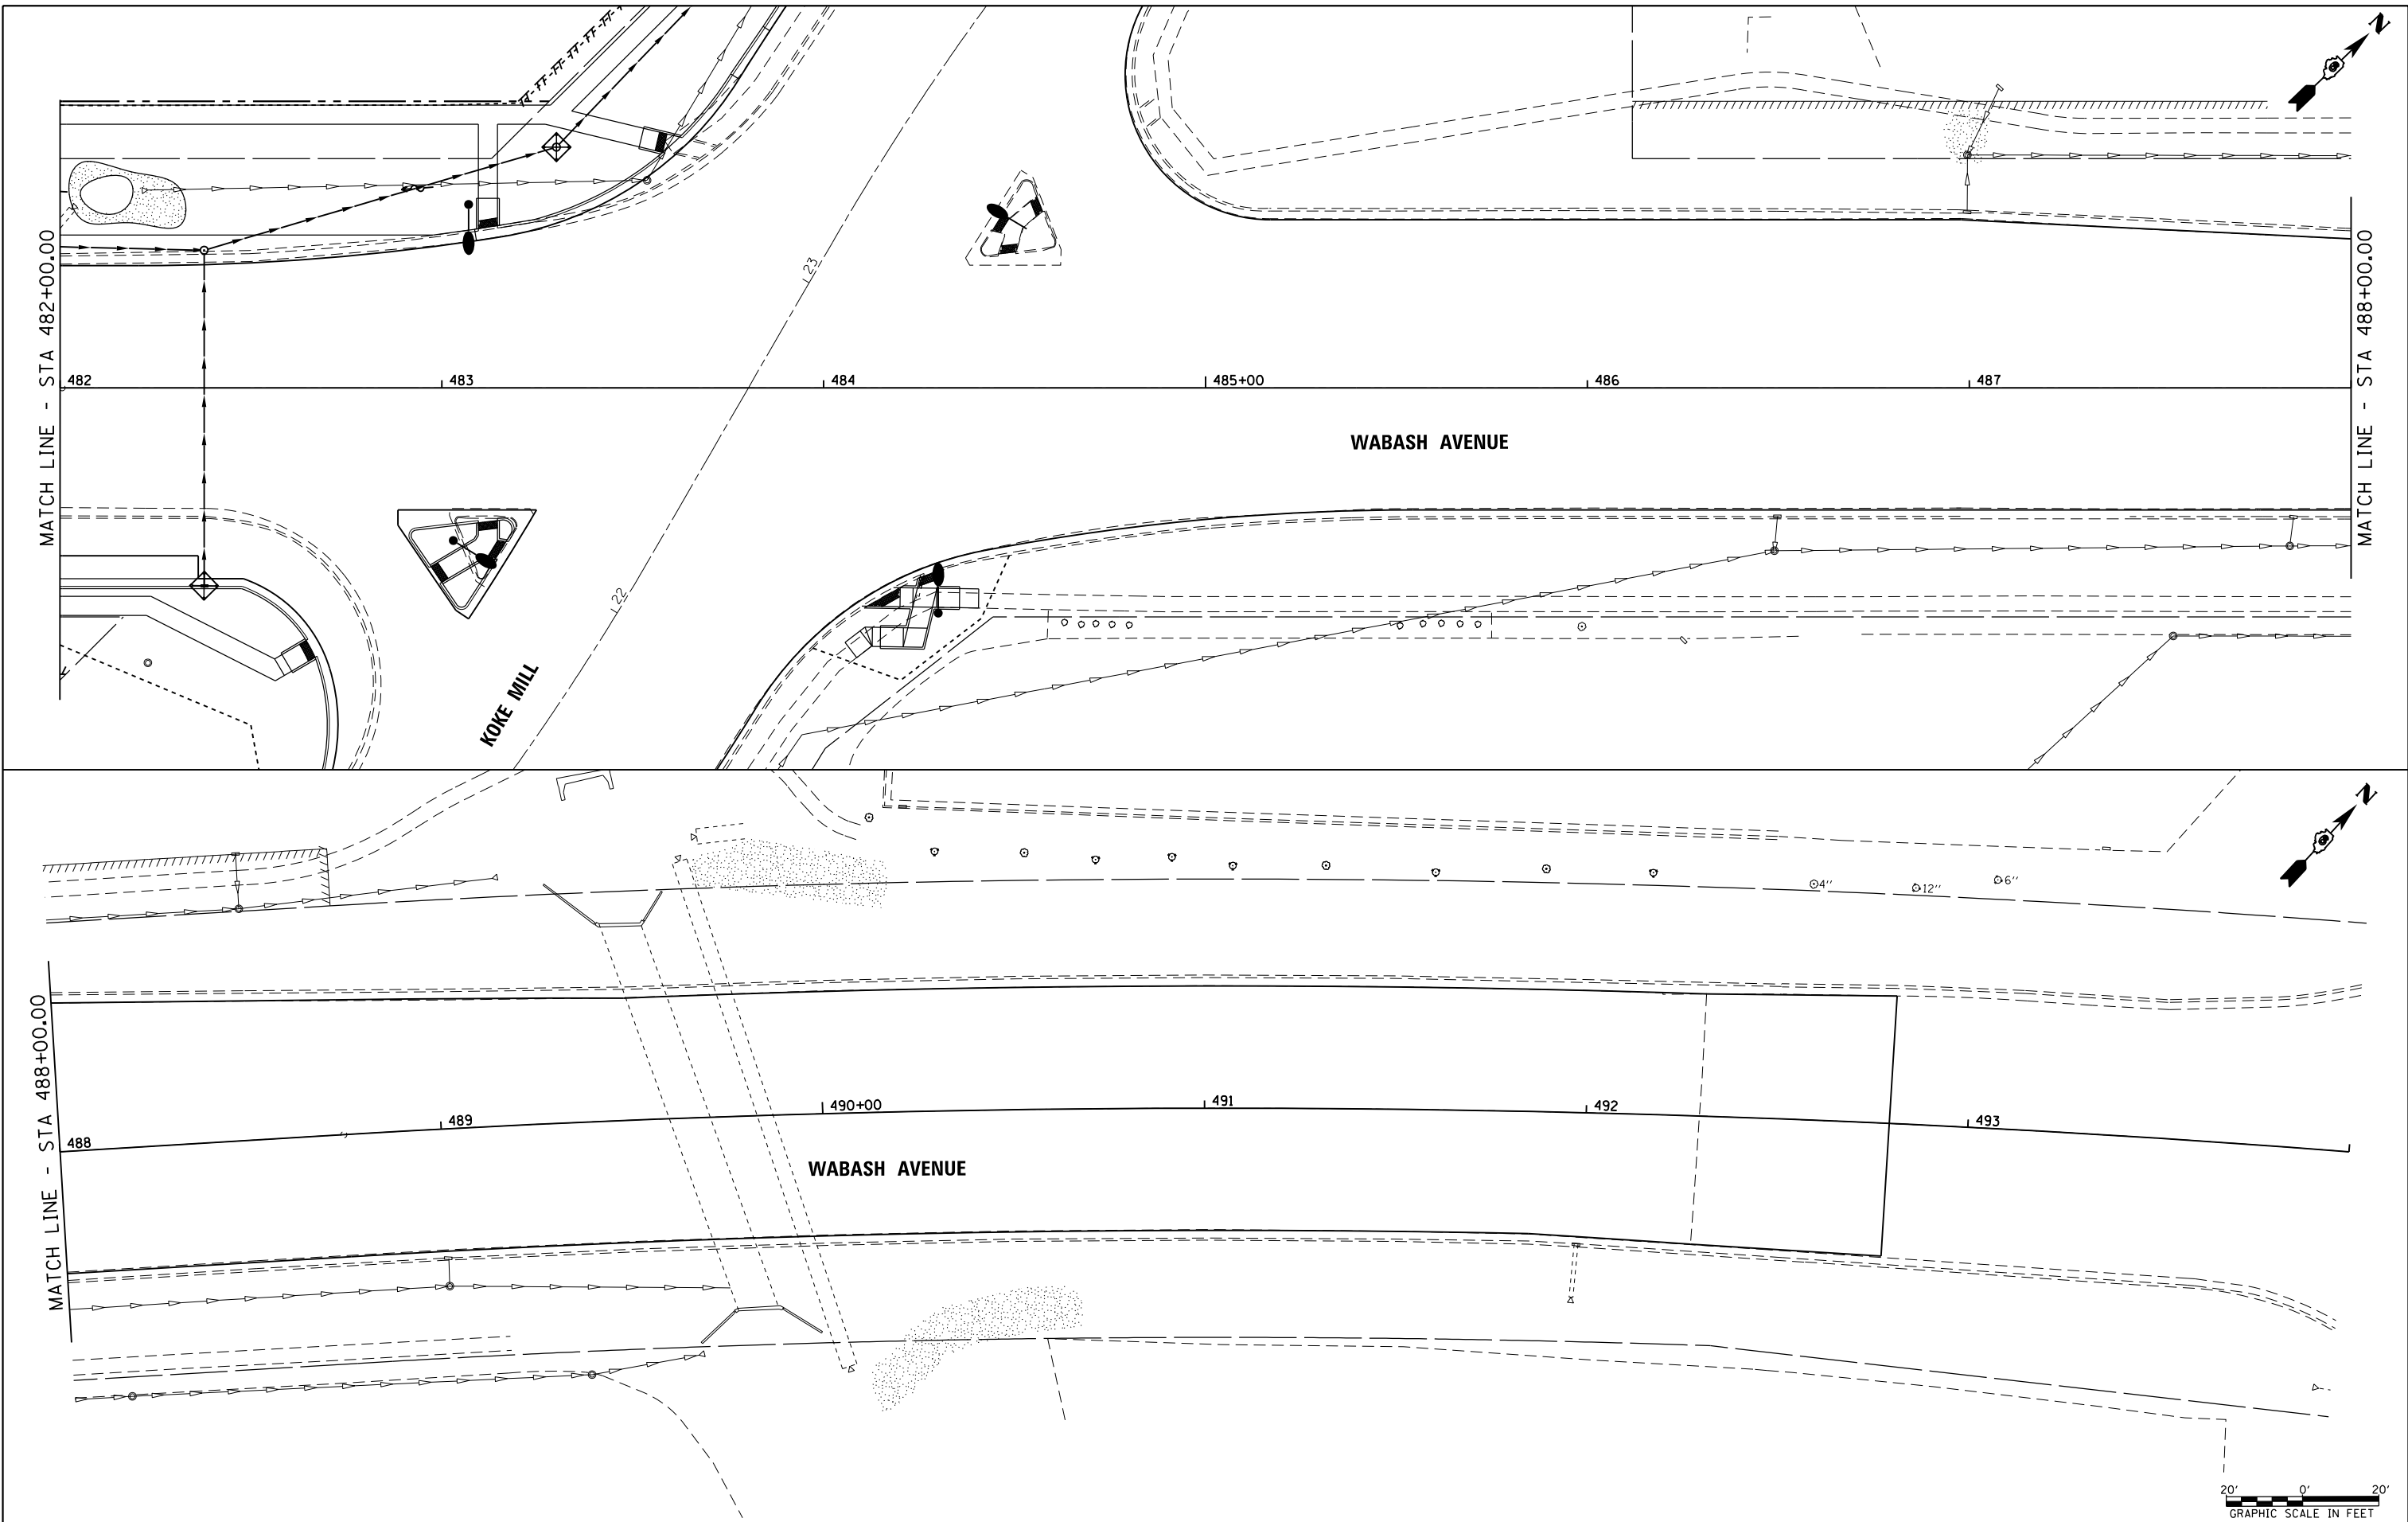 N
MATCH LINE - STA 482+00.00
MATCH LINE - STA 488+00.00
23
482
483
484
485+00
486
487
WABASH AVENUE
22
KOKE MILL
N
4''
12''
6''
MATCH LINE - STA 488+00.00
488
489
490+00
491
492
493
WABASH AVENUE
20' 0' 20'
GRAPHIC SCALE IN FEET